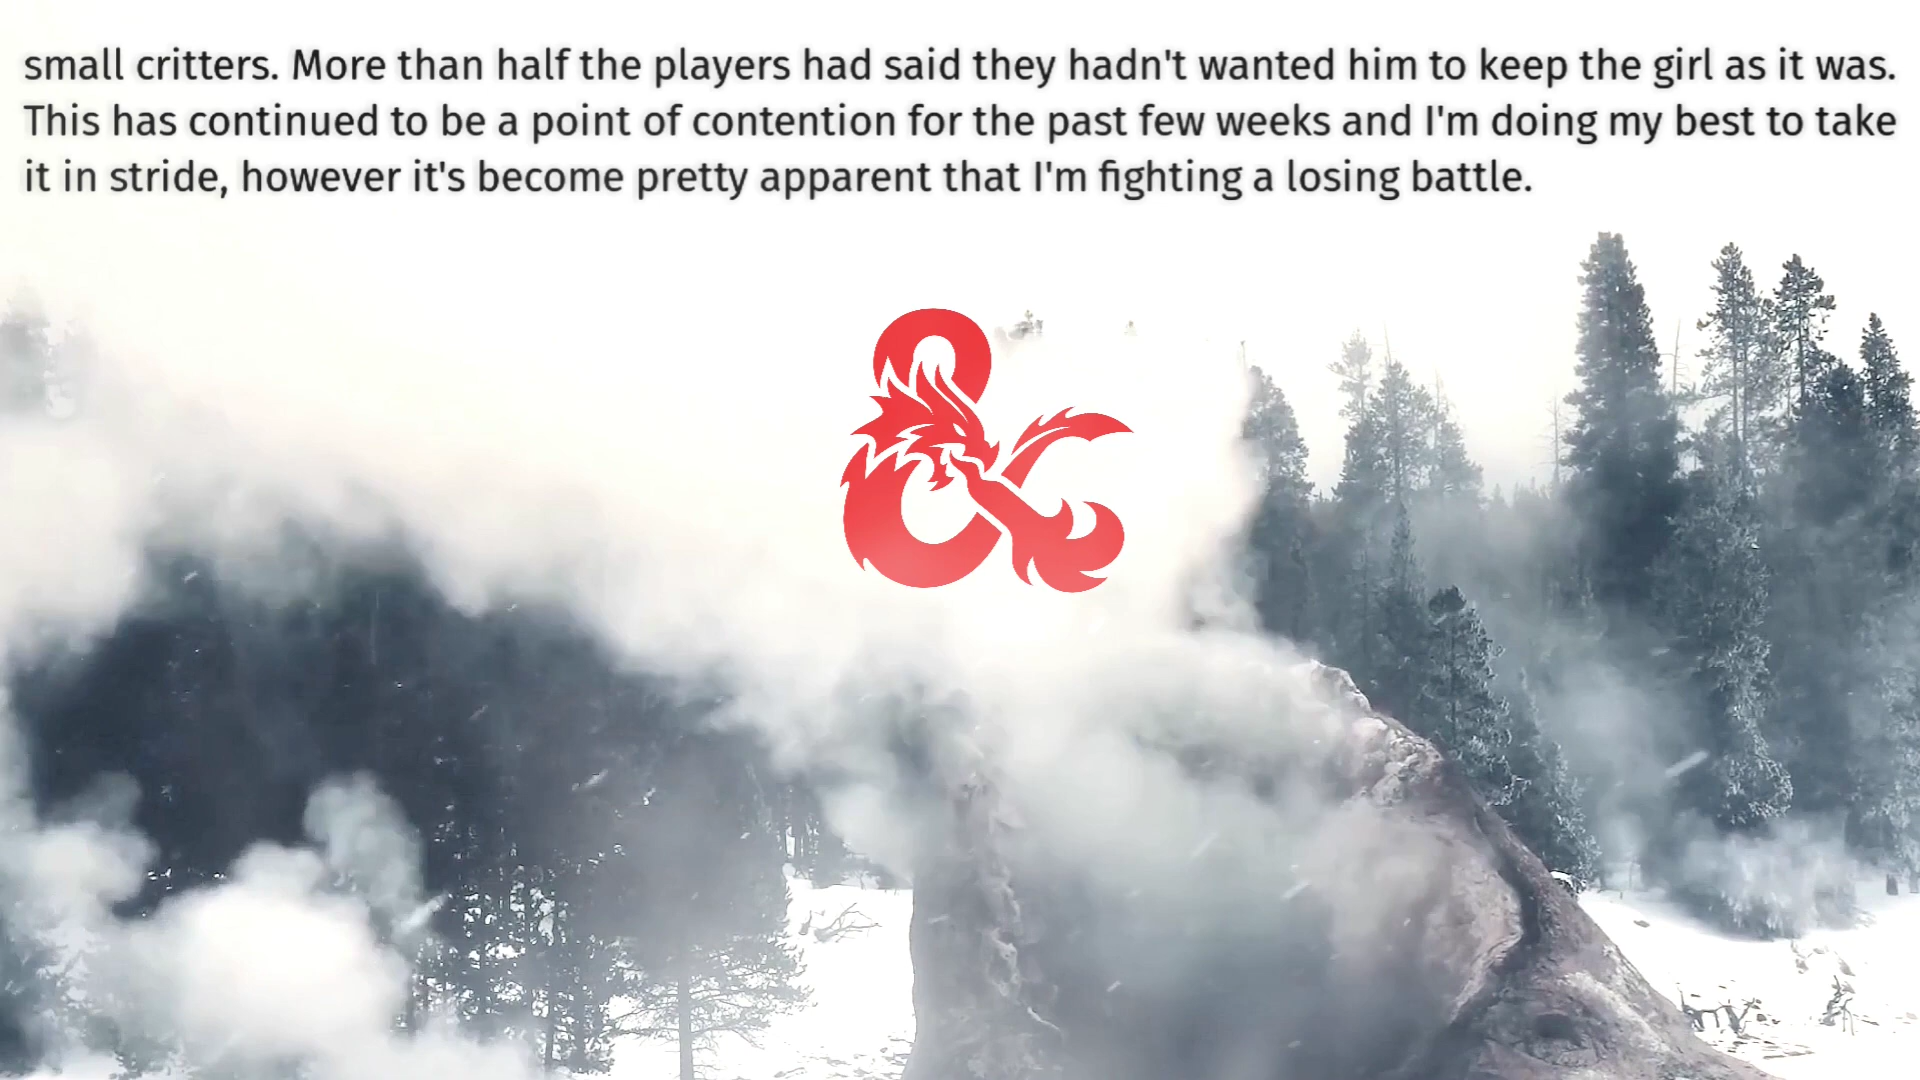 small critters. More than half the players had said they hadn't wanted him to keep the girl as it was.
This has continued to be a point of contention for the past few weeks and I'm doing my best to take
it in stride, however it's become pretty apparent that I'm fighting a losing battle.